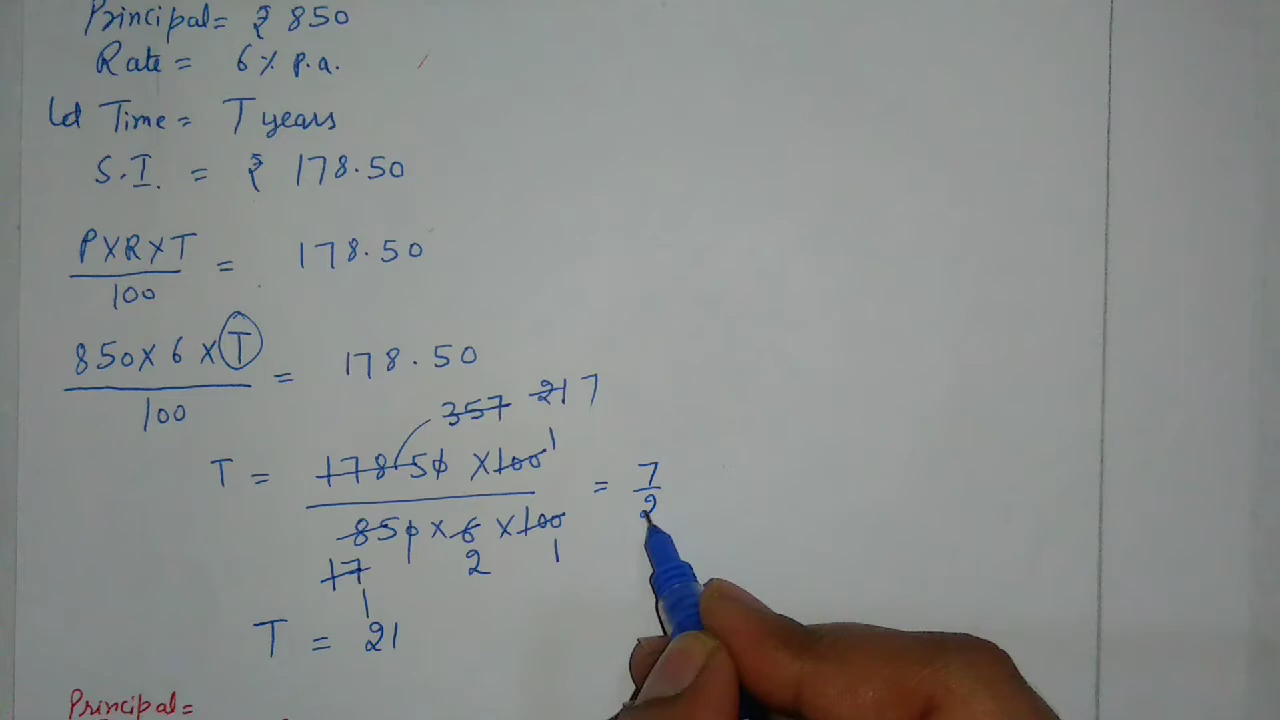 Principal = ₹ 850
Rate = 6% p.a.
Let Time = T years
S.I. = ₹ 178.50
P×R×T / 100 = 178.50
850 × 6 × T / 100 = 178.50
357 21 7
T = 17850 × 100 1 / 850 × 6 × 100 = 7/2
17 2 1
1
T = 21
Principal =